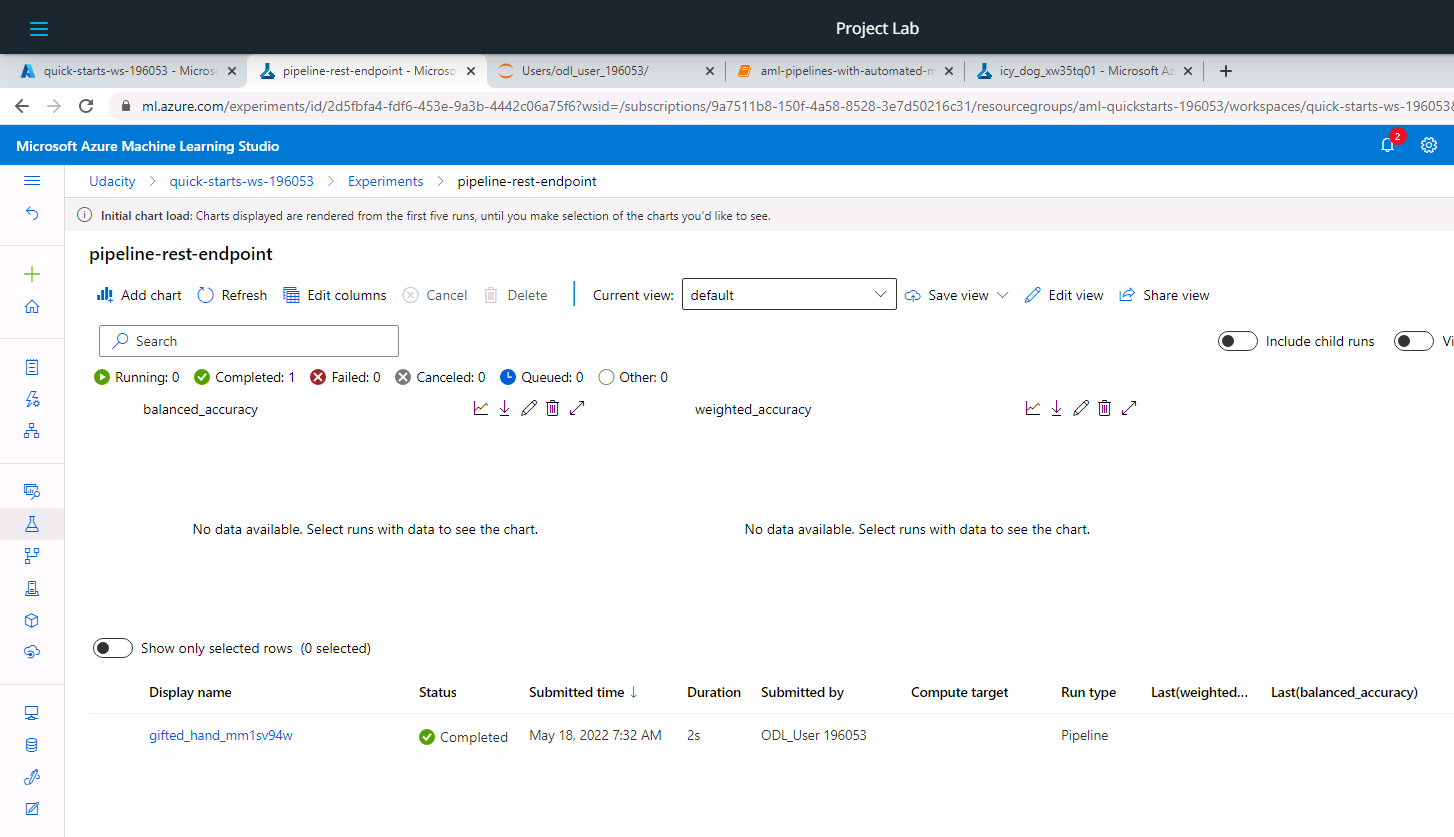 Project Lab
quick-starts-ws-196053 - Micros
pipeline-rest-endpoint - Microso
Users/odl_user_196053/
aml-pipelines-with-automated-m
icy_dog_xw35tq01 - Microsoft Az
ml.azure.com/experiments/id/2d5fbfa4-fdf6-453e-9a3b-4442c06a75f6?wsid=/subscriptions/9a7511b8-150f-4a58-8528-3e7d50216c31/resourcegroups/aml-quickstarts-196053/workspaces/quick-starts-ws-196053&
Microsoft Azure Machine Learning Studio
2
Udacity > quick-starts-ws-196053 > Experiments > pipeline-rest-endpoint
Initial chart load: Charts displayed are rendered from the first five runs, until you make selection of the charts you'd like to see.
pipeline-rest-endpoint
Add chart Refresh Edit columns Cancel Delete Current view: default Save view Edit view Share view
Search
Include child runs Vi
Running: 0 Completed: 1 Failed: 0 Canceled: 0 Queued: 0 Other: 0
balanced_accuracy weighted_accuracy
No data available. Select runs with data to see the chart. No data available. Select runs with data to see the chart.
Show only selected rows (0 selected)
Display name Status Submitted time ↓ Duration Submitted by Compute target Run type Last(weighted... Last(balanced_accuracy)
gifted_hand_mm1sv94w Completed May 18, 2022 7:32 AM 2s ODL_User 196053 Pipeline